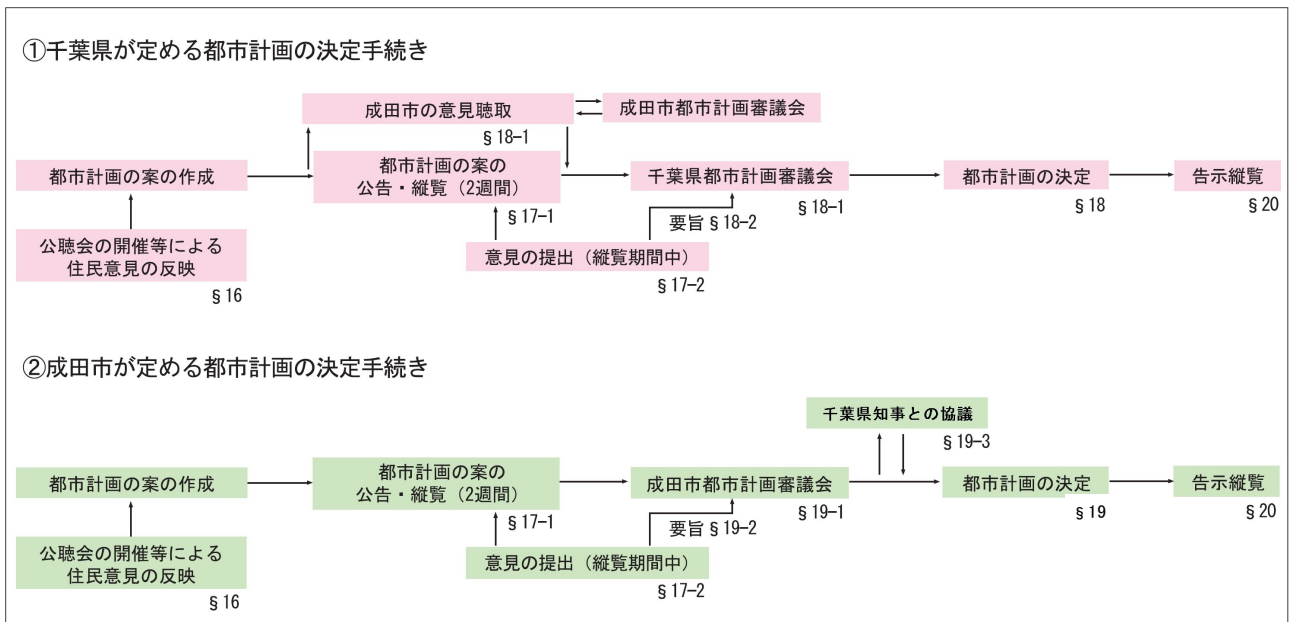 ①千葉県が定める都市計画の決定手続き
成田市の意見聴取
成田市都市計画審議会
§18-1
都市計画の案の作成
都市計画の案の
公告・縦覧（2週間）
千葉県都市計画審議会
都市計画の決定
告示縦覧
§17-1
要旨§18-2
§18-1
§18
§20
公聴会の開催等による
住民意見の反映
意見の提出（縦覧期間中）
§16
§17-2
②成田市が定める都市計画の決定手続き
千葉県知事との協議
§19-3
都市計画の案の作成
都市計画の案の
公告・縦覧（2週間）
成田市都市計画審議会
都市計画の決定
告示縦覧
§17-1
要旨§19-2
§19-1
§19
§20
公聴会の開催等による
住民意見の反映
意見の提出（縦覧期間中）
§16
§17-2